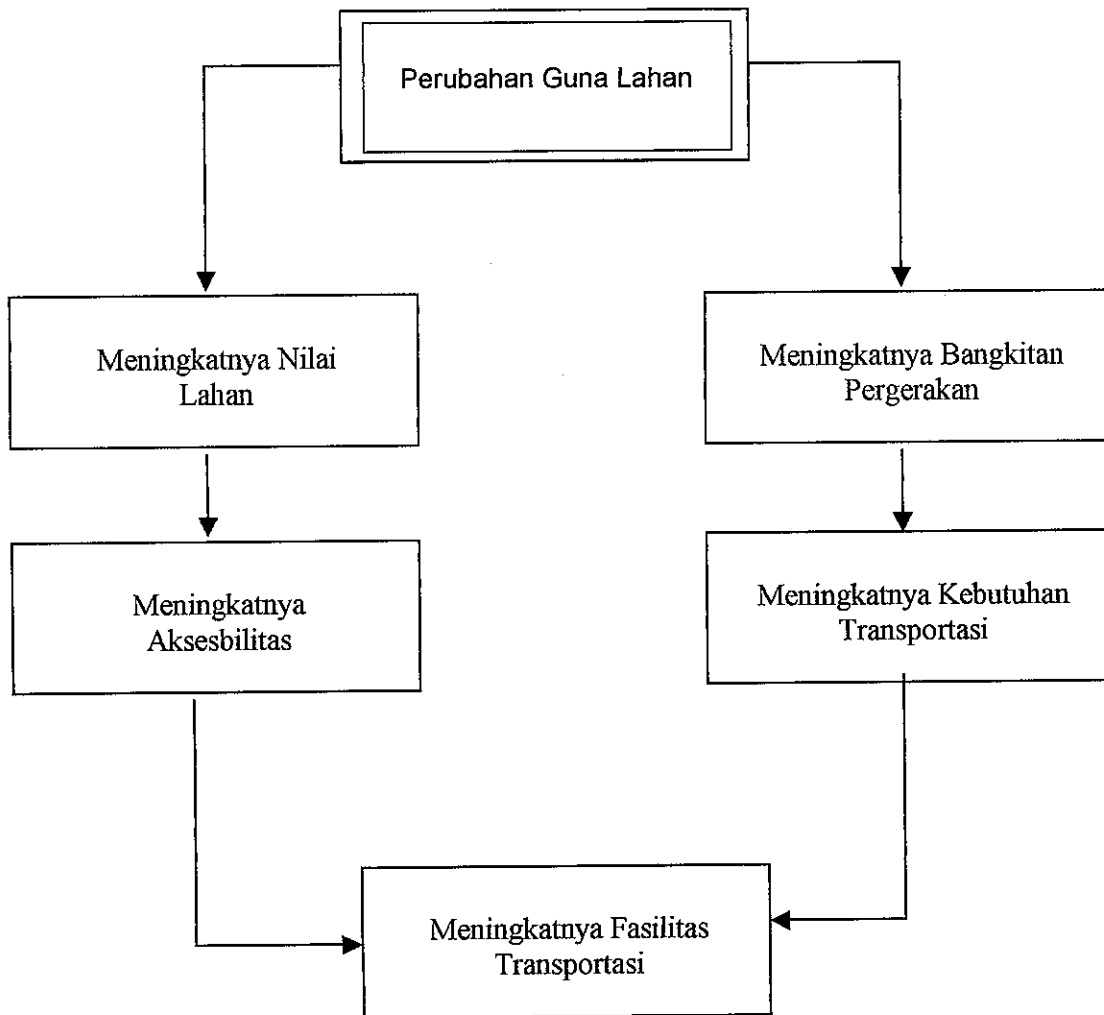 Perubahan Guna Lahan
Meningkatnya Nilai
Lahan
Meningkatnya Bangkitan
Pergerakan
Meningkatnya
Aksesbilitas
Meningkatnya Kebutuhan
Transportasi
Meningkatnya Fasilitas
Transportasi